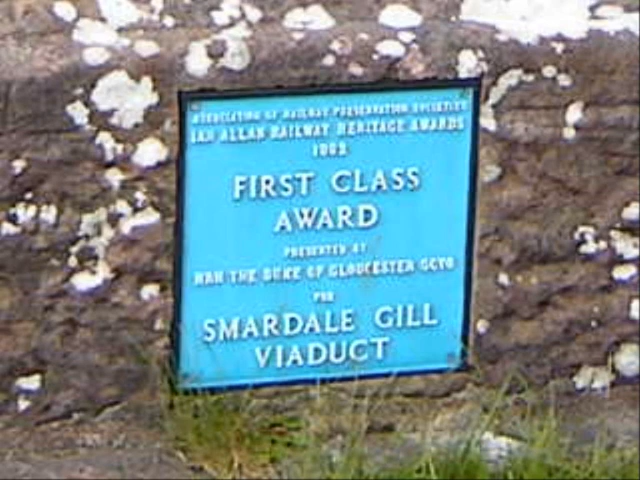 ASSOCIATION OF RAILWAY PRESERVATION SOCIETIES
IAN ALLAN RAILWAY HERITAGE AWARDS
FIRST CLASS
AWARD
PRESENTED BY
HRH THE DUKE OF GLOUCESTER GCVO
FOR
SMARDALE GILL
VIADUCT